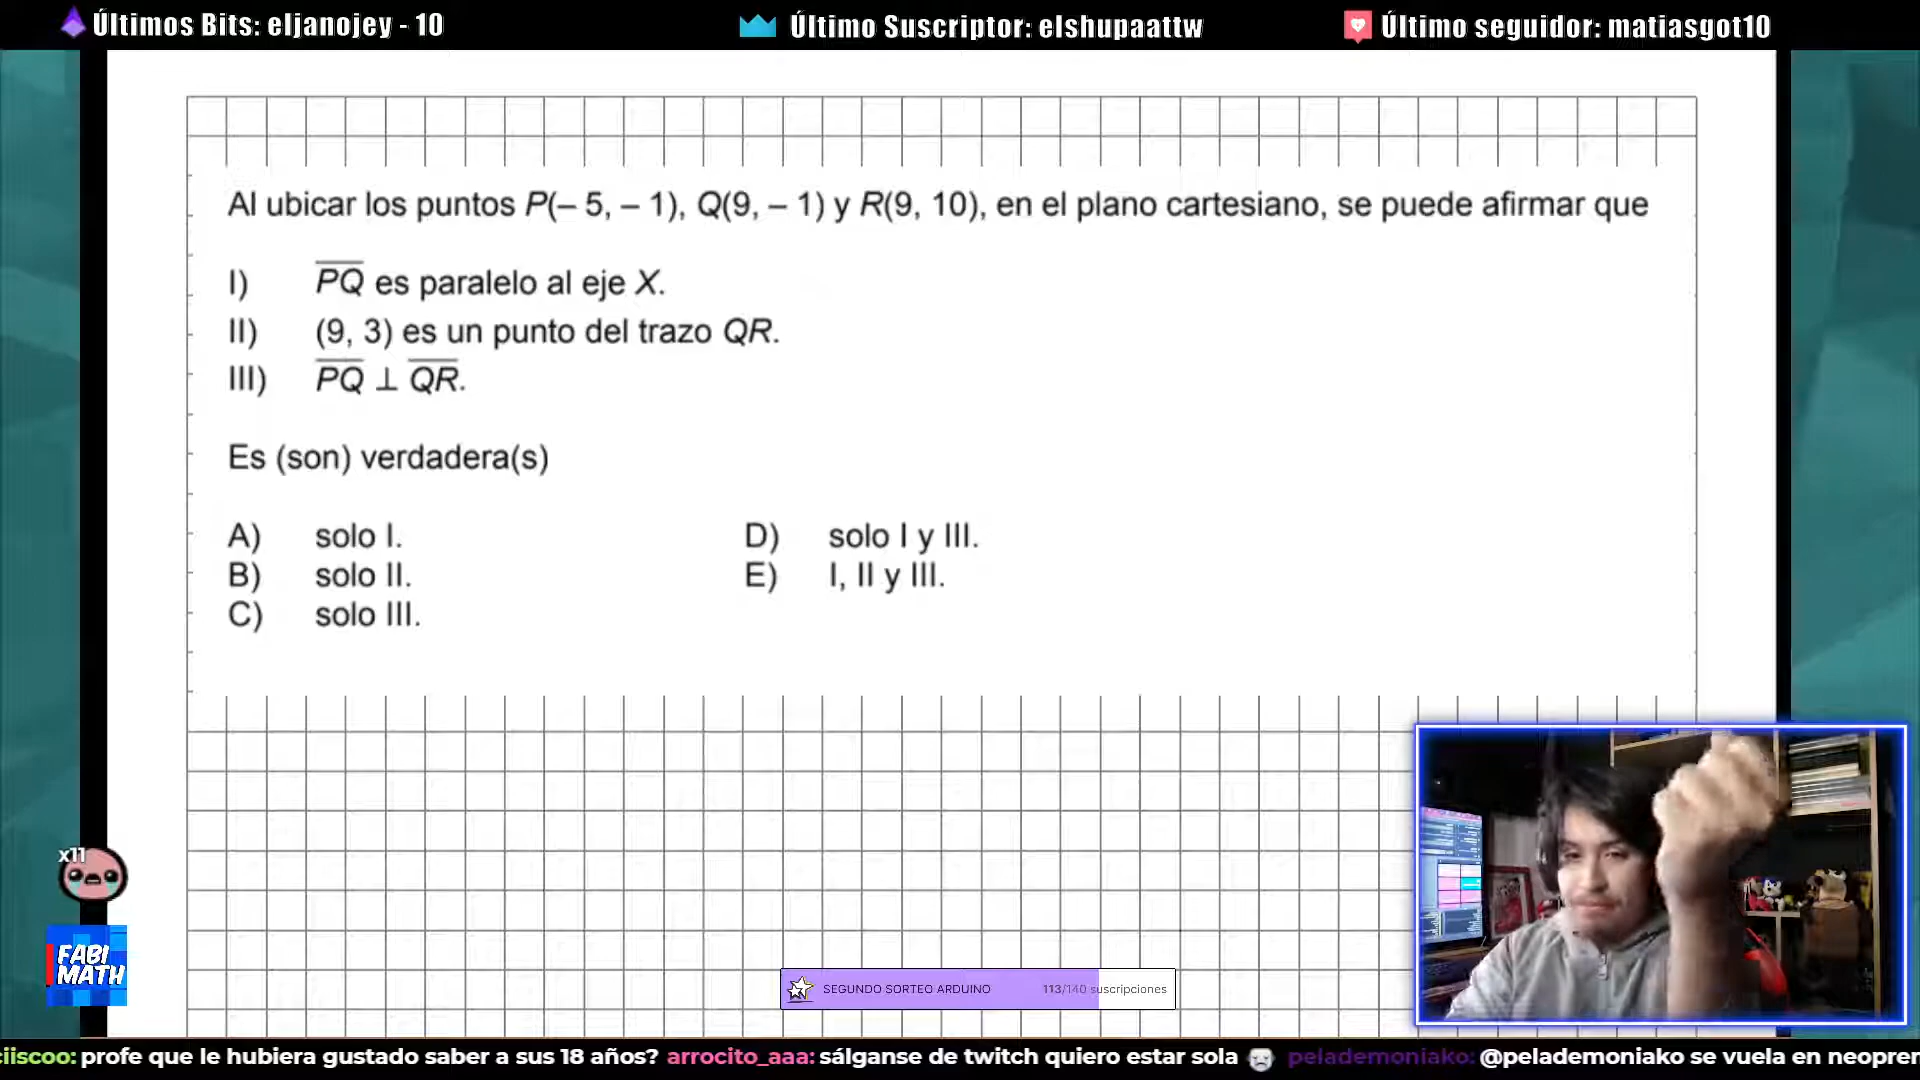 Últimos Bits: eljanojey - 10
Último Suscriptor: elshupaattw
Último seguidor: matiasgot10
Al ubicar los puntos P(– 5, – 1), Q(9, – 1) y R(9, 10), en el plano cartesiano, se puede afirmar que
I) PQ es paralelo al eje X.
II) (9, 3) es un punto del trazo QR.
III) PQ ⊥ QR.
Es (son) verdadera(s)
A) solo I.
B) solo II.
C) solo III.
D) solo I y III.
E) I, II y III.
x11
FABI
MATH
SEGUNDO SORTEO ARDUINO 113/140 suscripciones
ciiscoo: profe que le hubiera gustado saber a sus 18 años? arrocito_aaa: sálganse de twitch quiero estar sola pelademoniako: @pelademoniako se vuela en neopren